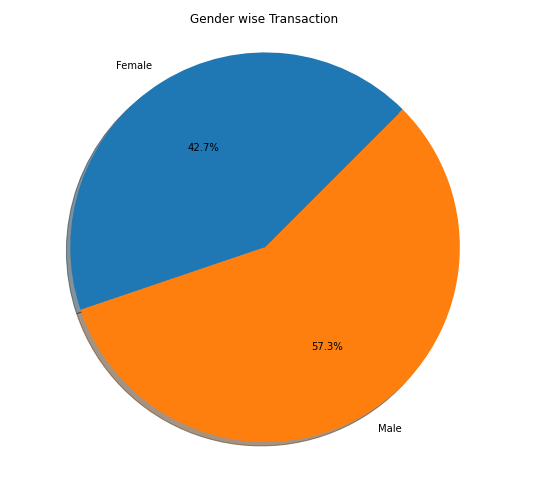 Gender wise Transaction
Female
42.7%
57.3%
Male